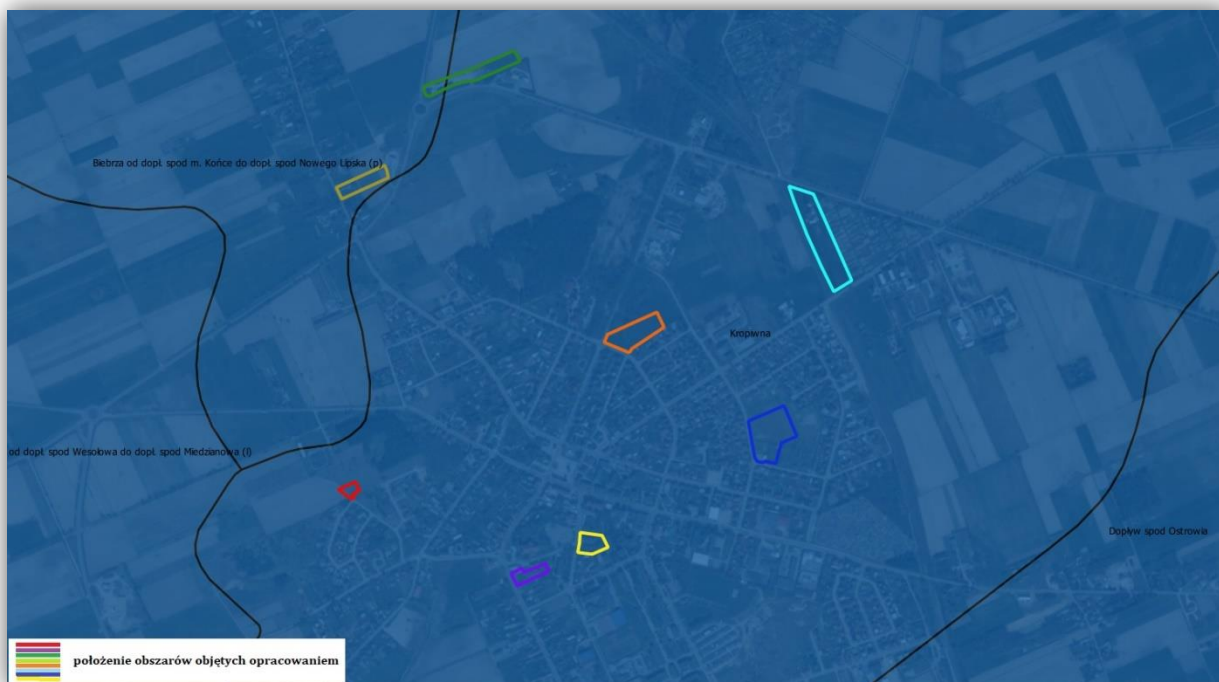 Biebrza od dopł. spod m. Końce do dopł. spod Nowego Lipska (p)
Kropiwna
od dopł. spod Wesołowa do dopł. spod Miedzianowa (l)
Dopływ spod Ostrowia
położenie obszarów objętych opracowaniem